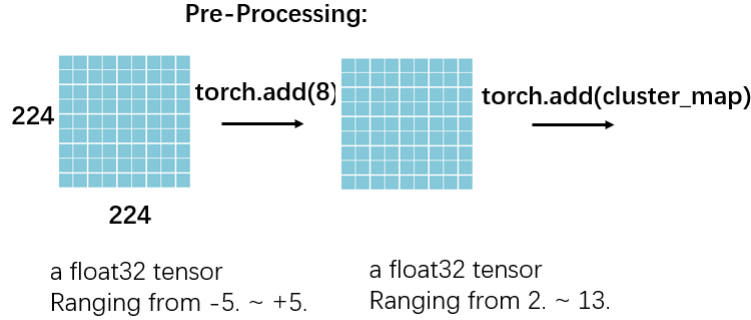 Pre-Processing:
224
torch.add(8)
torch.add(cluster_map)
224
a float32 tensor
Ranging from -5. ~ +5.
a float32 tensor
Ranging from 2. ~ 13.